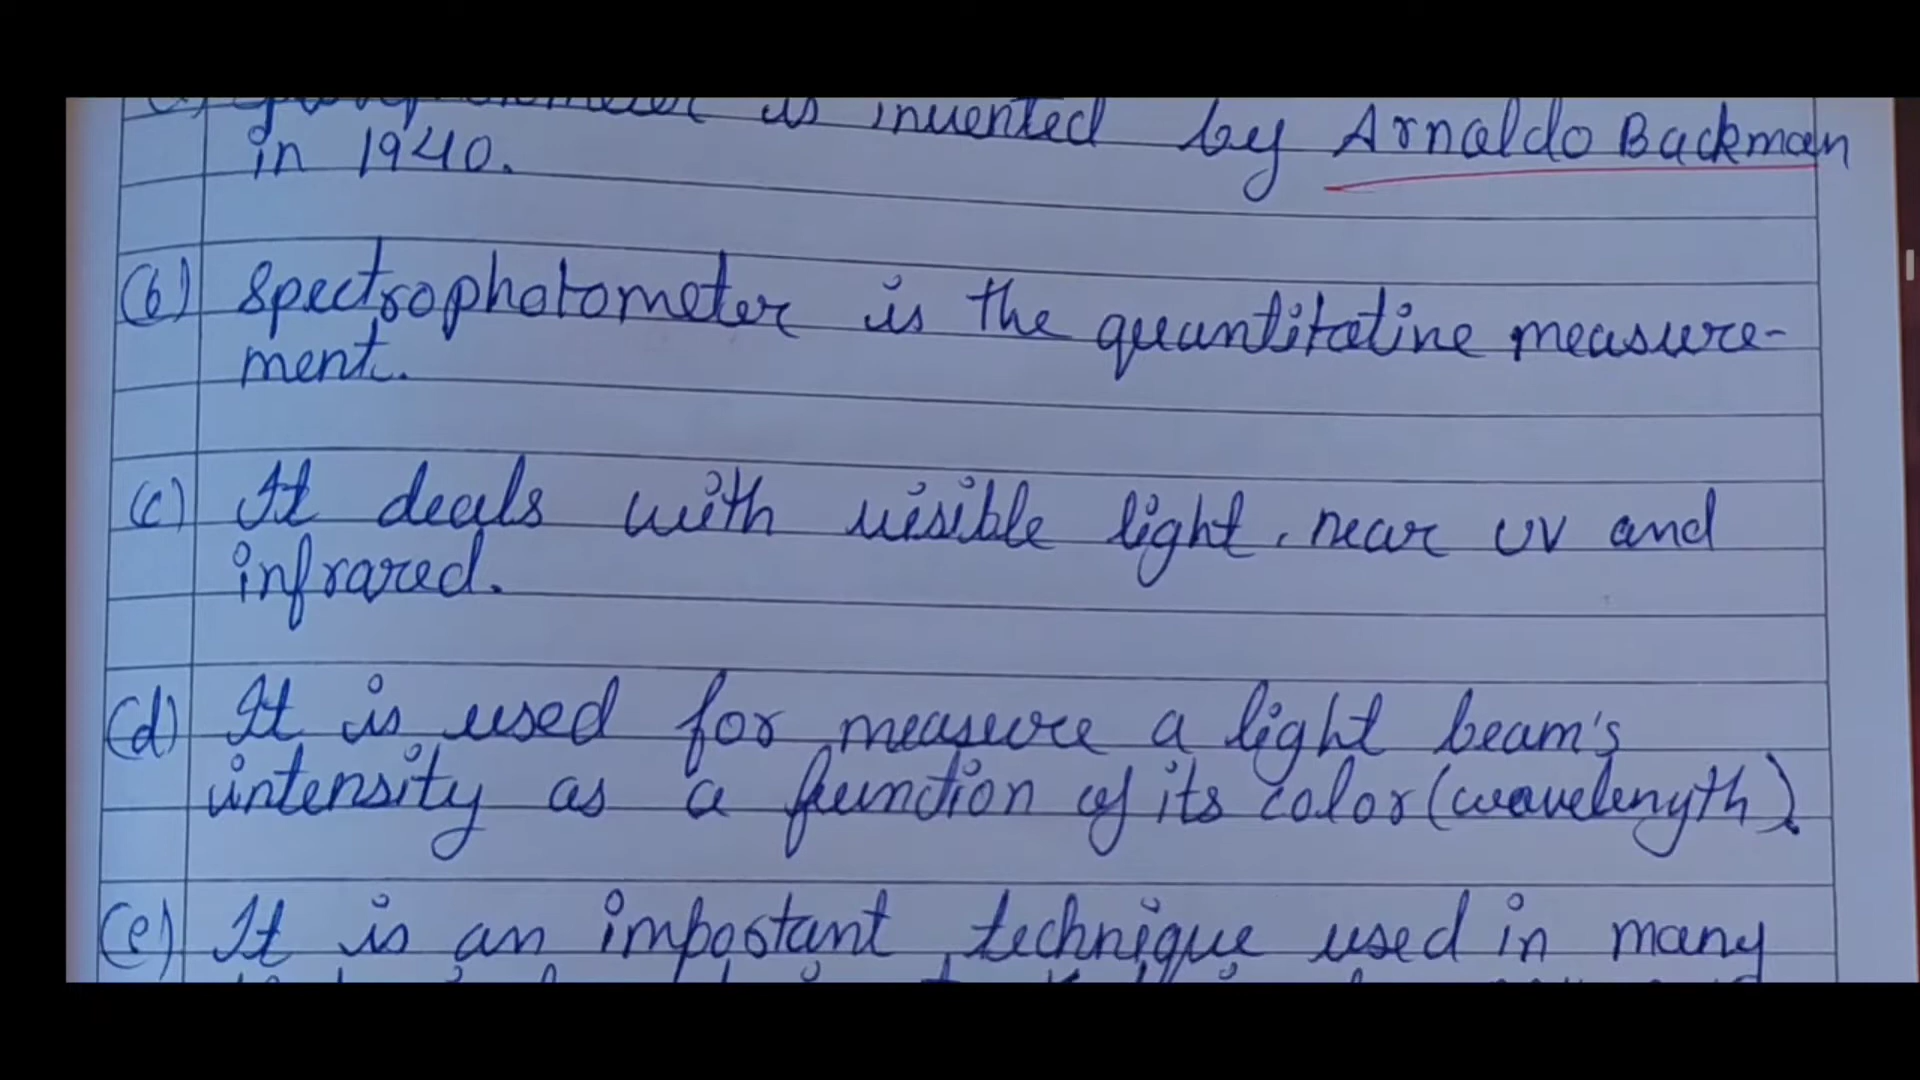 is invented by Arnaldo Backman
in 1940.
(b) Spectrophotometer is the quantitative measure-
ment.
(c) It deals with visible light, near UV and
infrared.
(d) It is used for measure a light beam's
intensity as a function of its color (wavelength).
(e) It is an important technique used in many